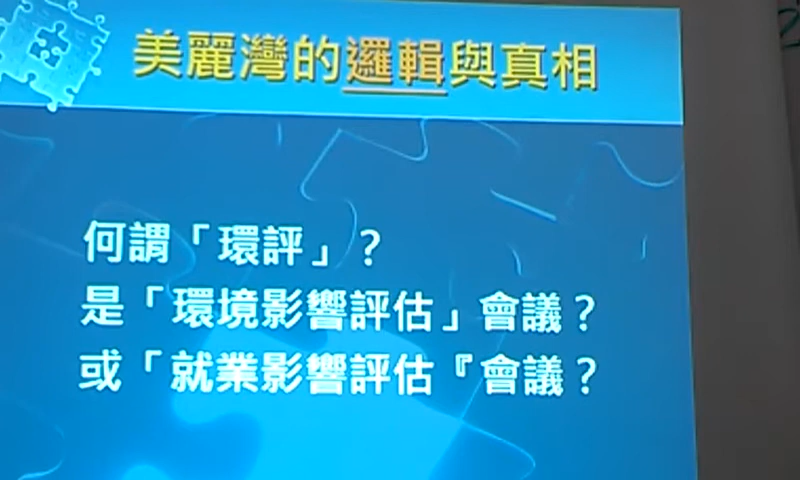 美麗灣的邏輯與真相
何謂「環評」？
是「環境影響評估」會議？
或「就業影響評估『會議？